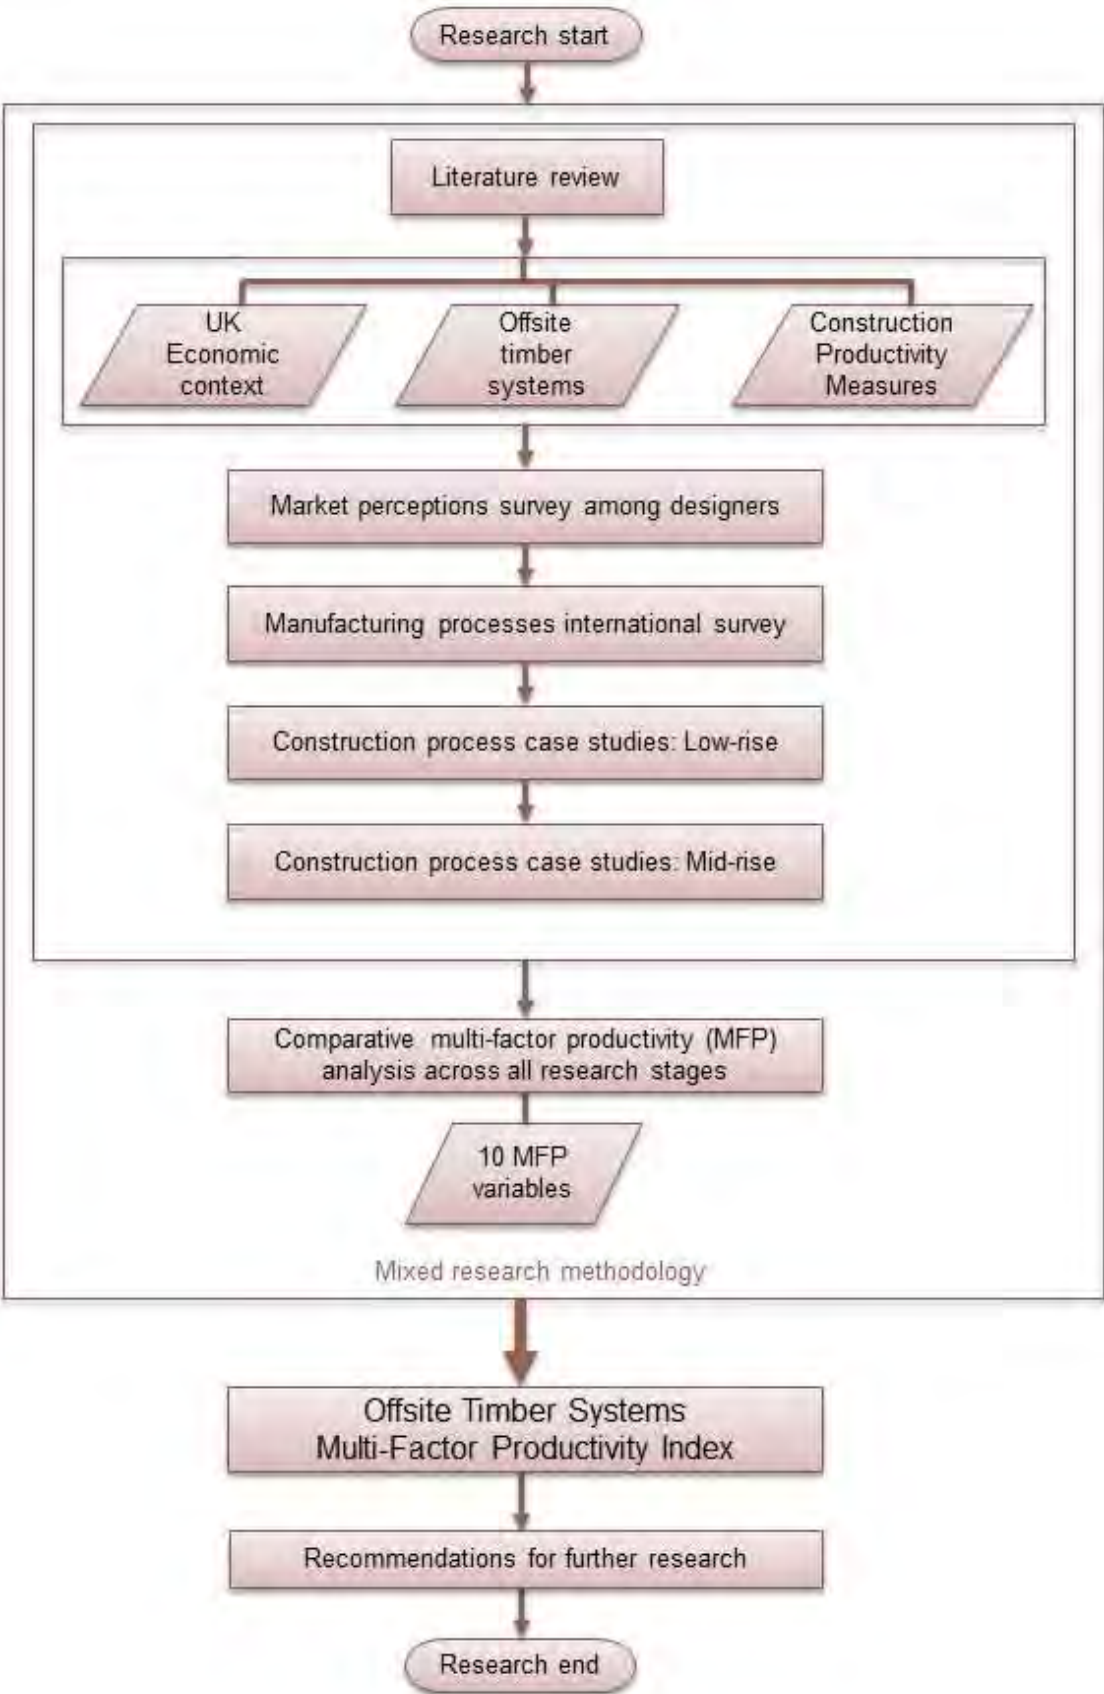 Research start
Literature review
UK
Economic
context
Offsite
timber
systems
Construction
Productivity
Measures
Market perceptions survey among designers
Manufacturing processes international survey
Construction process case studies: Low-rise
Construction process case studies: Mid-rise
Comparative multi-factor productivity (MFP)
analysis across all research stages
10 MFP
variables
Mixed research methodology
Offsite Timber Systems
Multi-Factor Productivity Index
Recommendations for further research
Research end